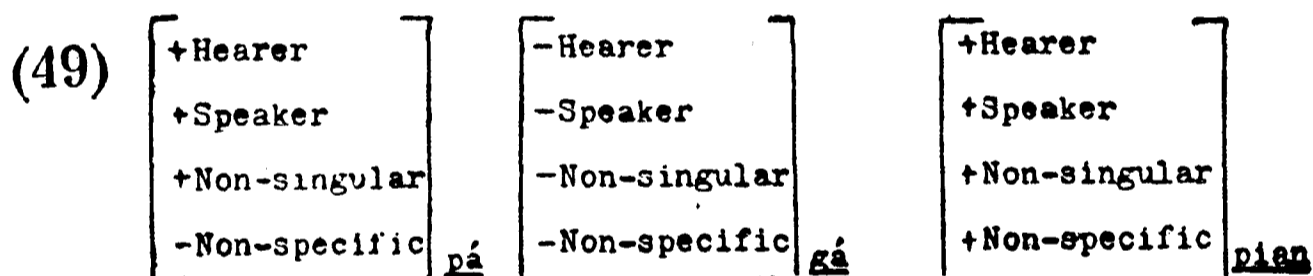 (49) +Hearer -Hearer +Hearer
+Speaker -Speaker +Speaker
+Non-singular -Non-singular +Non-singular
-Non-specific pá -Non-specific gá +Non-specific pian